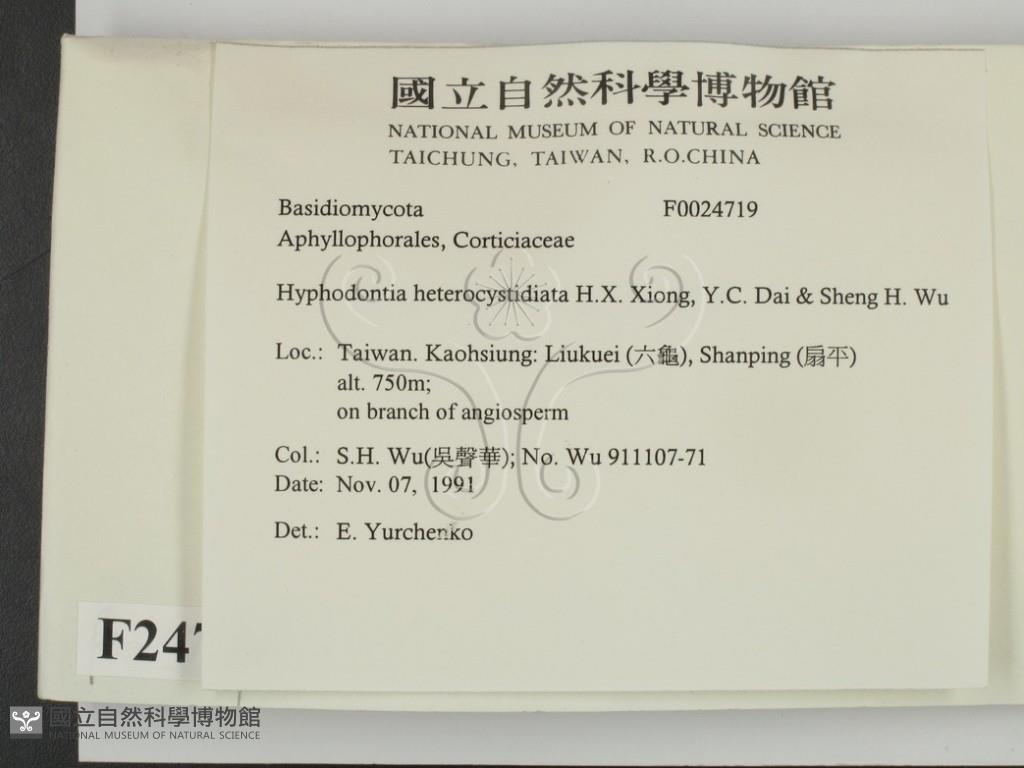 國立自然科學博物館
NATIONAL MUSEUM OF NATURAL SCIENCE
TAICHUNG, TAIWAN, R.O.CHINA
Basidiomycota F0024719
Aphyllophorales, Corticiaceae
Hyphodontia heterocystidiata H.X. Xiong, Y.C. Dai & Sheng H. Wu
Loc.: Taiwan. Kaohsiung: Liukuei (六龜), Shanping (扇平)
alt. 750m;
on branch of angiosperm
Col.: S.H. Wu(吳聲華); No. Wu 911107-71
Date: Nov. 07, 1991
Det.: E. Yurchenko
F247
國立自然科學博物館
NATIONAL MUSEUM OF NATURAL SCIENCE